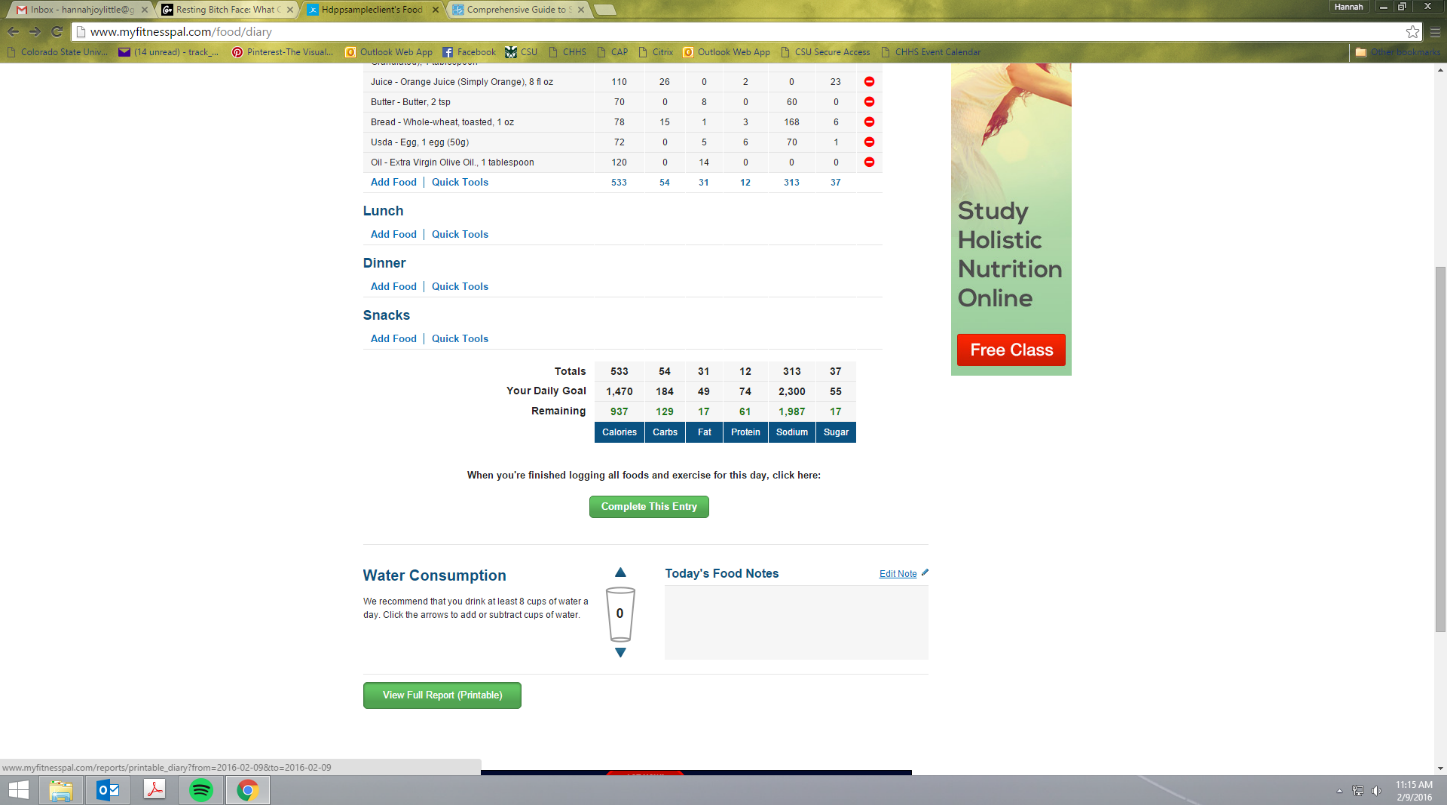 Inbox - hannahjoylittle@g
Resting Bitch Face: What C
Hdppsampleclient's Food
Comprehensive Guide to
Hannah
www.myfitnesspal.com/food/diary
Colorado State Univ...
(14 unread) - track_...
Pinterest-The Visual...
Outlook Web App
Facebook
CSU
CHHS
CAP
Citrix
Outlook Web App
CSU Secure Access
CHHS Event Calendar
Other bookmarks
Juice - Orange Juice (Simply Orange), 8 fl oz 110 26 0 2 0 23
Butter - Butter, 2 tsp 70 0 8 0 60 0
Bread - Whole-wheat, toasted, 1 oz 78 15 1 3 168 6
Usda - Egg, 1 egg (50g) 72 0 5 6 70 1
Oil - Extra Virgin Olive Oil., 1 tablespoon 120 0 14 0 0 0
Add Food | Quick Tools 533 54 31 12 313 37
Lunch
Add Food | Quick Tools
Dinner
Add Food | Quick Tools
Snacks
Add Food | Quick Tools
Totals 533 54 31 12 313 37
Your Daily Goal 1,470 184 49 74 2,300 55
Remaining 937 129 17 61 1,987 17
Calories Carbs Fat Protein Sodium Sugar
When you're finished logging all foods and exercise for this day, click here:
Complete This Entry
Water Consumption
We recommend that you drink at least 8 cups of water a
day. Click the arrows to add or subtract cups of water.
0
Today's Food Notes
Edit Note
View Full Report (Printable)
Study
Holistic
Nutrition
Online
Free Class
www.myfitnesspal.com/reports/printable_diary?from=2016-02-09&to=2016-02-09
11:15 AM
2/9/2016